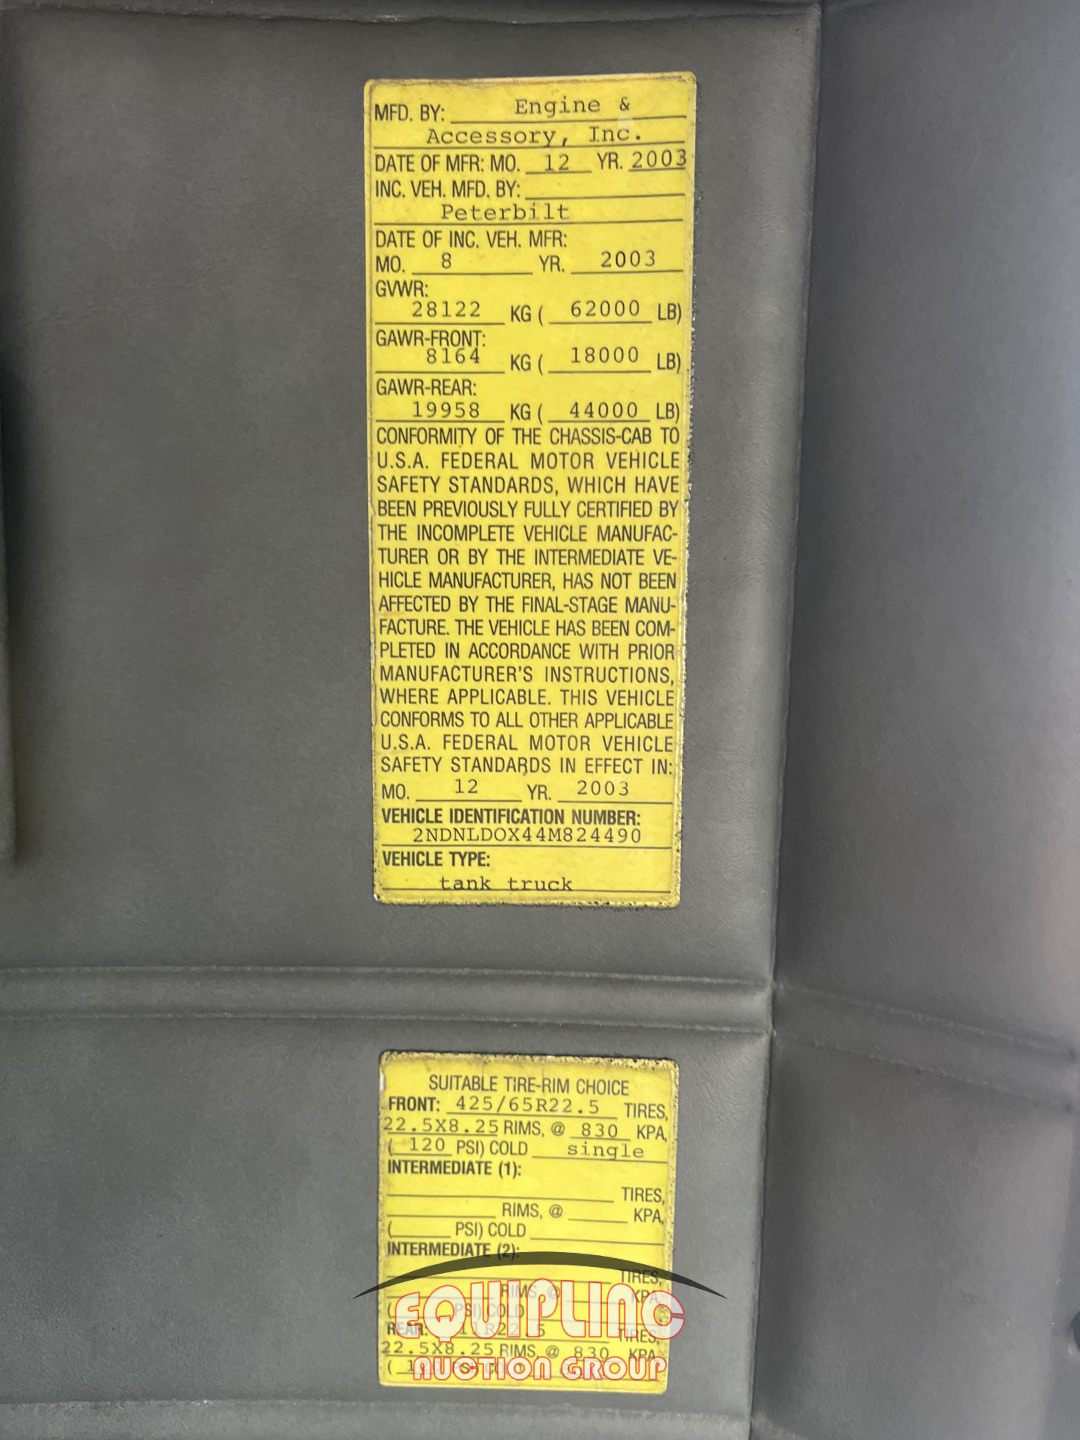 MFD. BY: Engine &
Accessory, Inc.
DATE OF MFR: MO. 12 YR. 2003
INC. VEH. MFD. BY:
Peterbilt
DATE OF INC. VEH. MFR:
MO. 8 YR. 2003
GVWR:
28122 KG ( 62000 LB)
GAWR-FRONT:
8164 KG ( 18000 LB)
GAWR-REAR:
19958 KG ( 44000 LB)
CONFORMITY OF THE CHASSIS-CAB TO
U.S.A. FEDERAL MOTOR VEHICLE
SAFETY STANDARDS, WHICH HAVE
BEEN PREVIOUSLY FULLY CERTIFIED BY
THE INCOMPLETE VEHICLE MANUFAC-
TURER OR BY THE INTERMEDIATE VE-
HICLE MANUFACTURER, HAS NOT BEEN
AFFECTED BY THE FINAL-STAGE MANU-
FACTURE. THE VEHICLE HAS BEEN COM-
PLETED IN ACCORDANCE WITH PRIOR
MANUFACTURER'S INSTRUCTIONS,
WHERE APPLICABLE. THIS VEHICLE
CONFORMS TO ALL OTHER APPLICABLE
U.S.A. FEDERAL MOTOR VEHICLE
SAFETY STANDARDS IN EFFECT IN:
MO. 12 YR. 2003
VEHICLE IDENTIFICATION NUMBER:
2NDNLDOX44M824490
VEHICLE TYPE:
tank truck
SUITABLE TIRE-RIM CHOICE
FRONT: 425/65R22.5 TIRES,
22.5X8.25 RIMS, @ 830 KPA,
( 120 PSI) COLD single
INTERMEDIATE (1):
TIRES,
RIMS, @ KPA,
( PSI) COLD
INTERMEDIATE (2):
TIRES,
RIMS, @ KPA
( PSI) COLD
EQUIPLINC
REAR: TIRES,
22.5X8.25 RIMS, @ 830 KPA
AUCTION GROUP